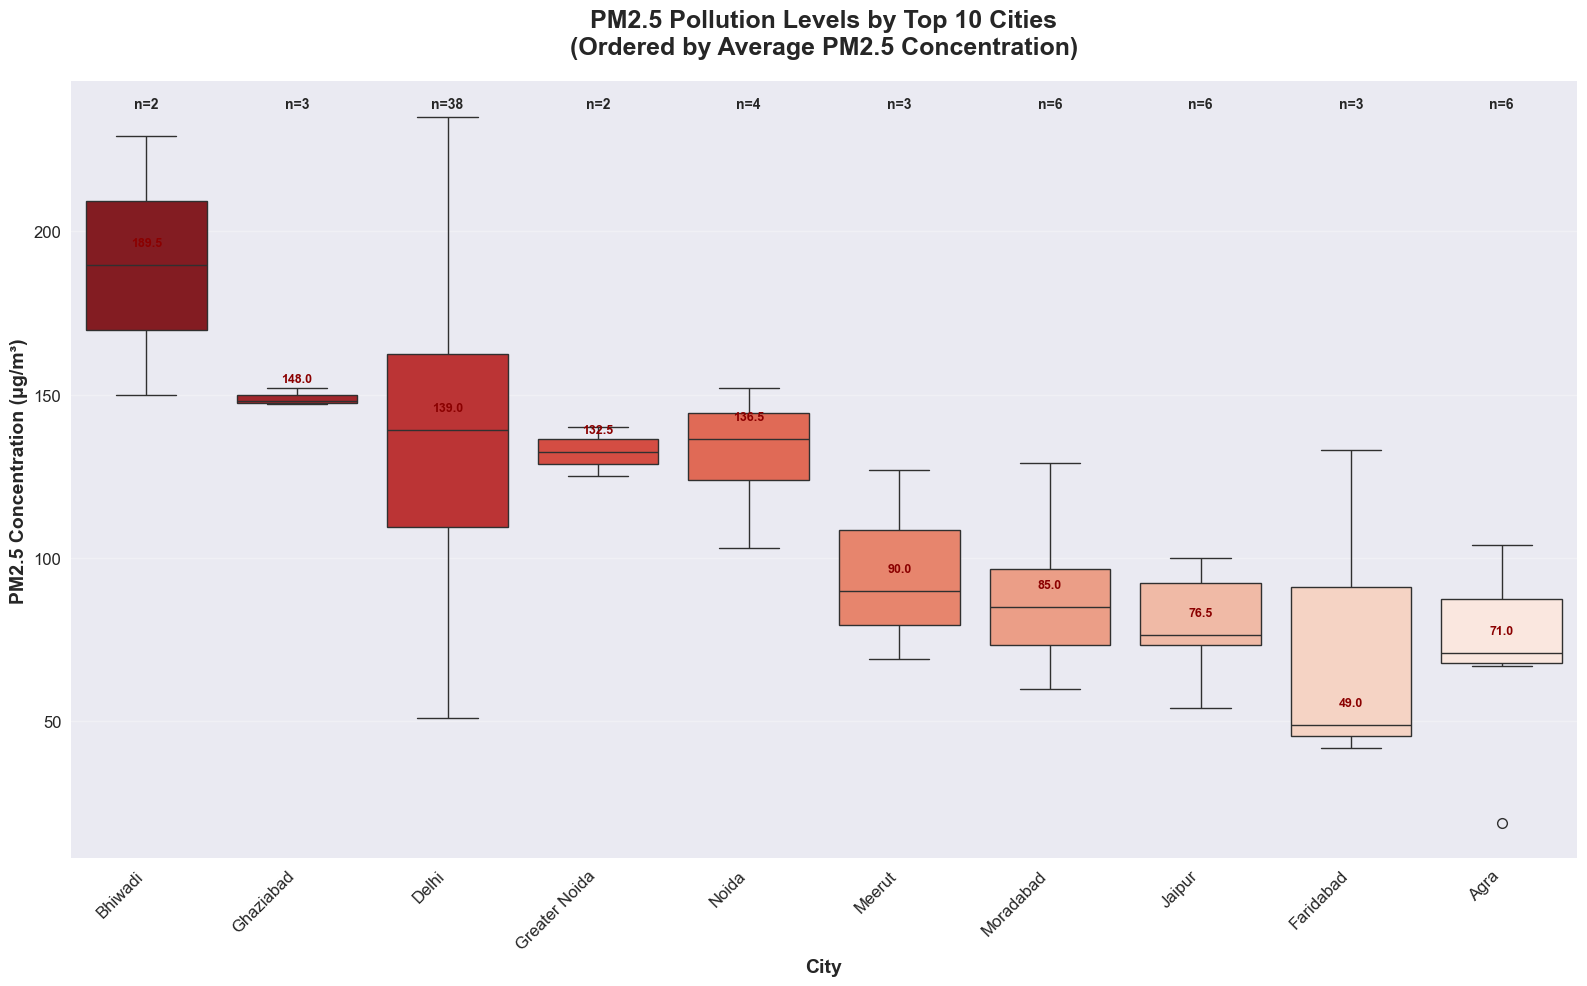 PM2.5 Pollution Levels by Top 10 Cities
(Ordered by Average PM2.5 Concentration)
n=2 n=3 n=38 n=2 n=4 n=3 n=6 n=6 n=3 n=6
PM2.5 Concentration (µg/m³)
200
150
100
50
189.5
148.0
139.0
132.5
136.5
90.0
85.0
76.5
49.0
71.0
Bhiwadi
Ghaziabad
Delhi
Greater Noida
Noida
Meerut
Moradabad
Jaipur
Faridabad
Agra
City